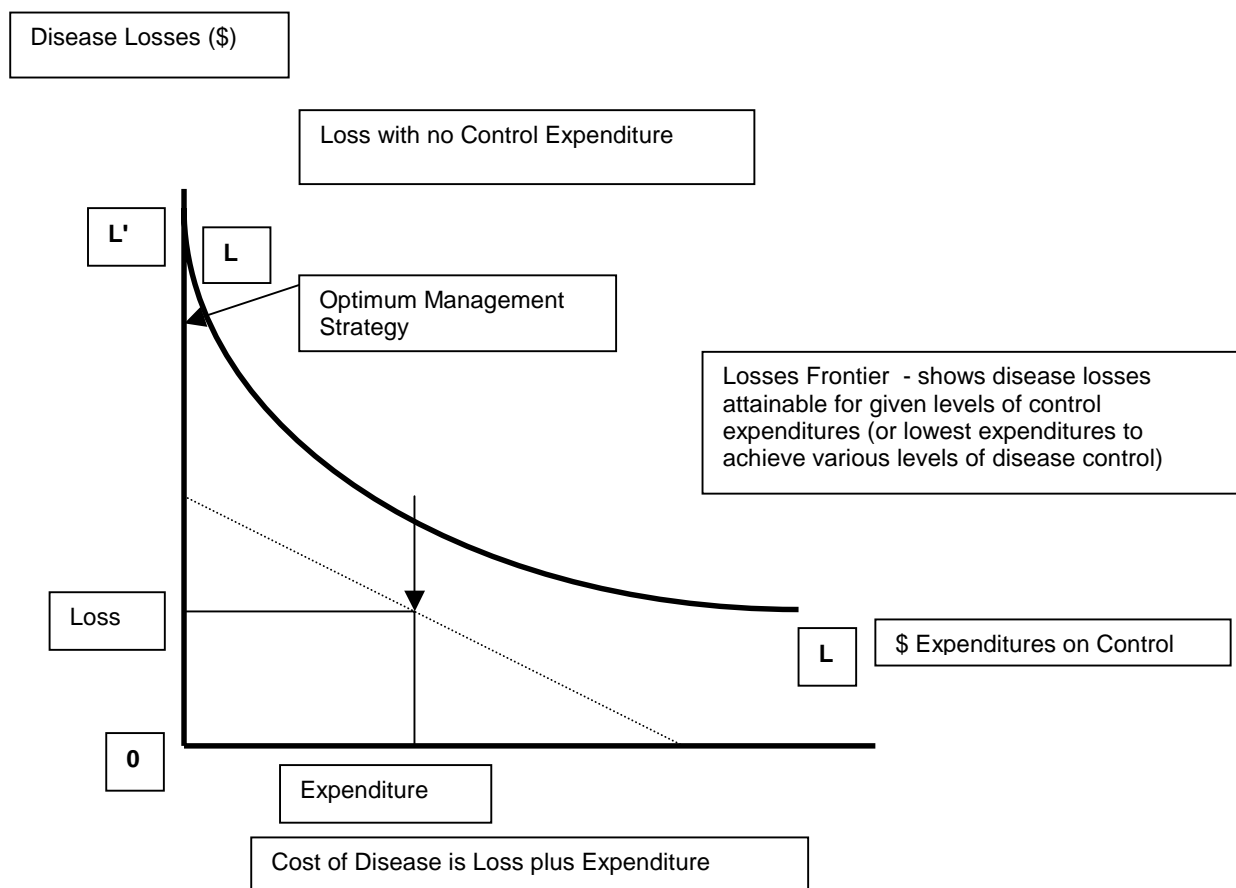 Disease Losses ($)
Loss with no Control Expenditure
L'
L
Optimum Management
Strategy
Losses Frontier - shows disease losses
attainable for given levels of control
expenditures (or lowest expenditures to
achieve various levels of disease control)
Loss
$ Expenditures on Control
L
0
Expenditure
Cost of Disease is Loss plus Expenditure